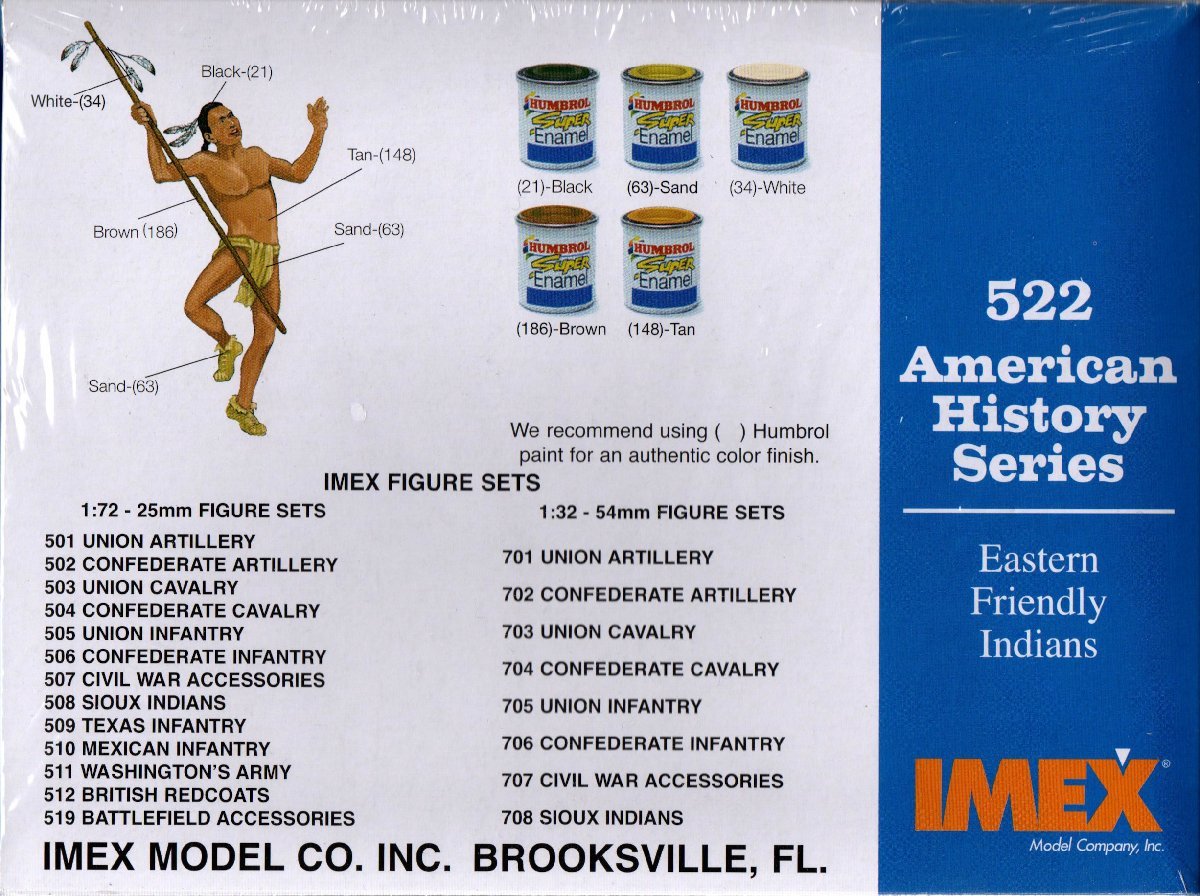 Black-(21)
White-(34)
Tan-(148)
Brown (186)
Sand-(63)
Sand-(63)
HUMBROL
Super
Enamel
HUMBROL
Super
Enamel
HUMBROL
Super
Enamel
(21)-Black
(63)-Sand
(34)-White
HUMBROL
Super
Enamel
HUMBROL
Super
Enamel
(186)-Brown
(148)-Tan
We recommend using (  ) Humbrol
paint for an authentic color finish.
IMEX FIGURE SETS
1:72 - 25mm FIGURE SETS
501 UNION ARTILLERY
502 CONFEDERATE ARTILLERY
503 UNION CAVALRY
504 CONFEDERATE CAVALRY
505 UNION INFANTRY
506 CONFEDERATE INFANTRY
507 CIVIL WAR ACCESSORIES
508 SIOUX INDIANS
509 TEXAS INFANTRY
510 MEXICAN INFANTRY
511 WASHINGTON'S ARMY
512 BRITISH REDCOATS
519 BATTLEFIELD ACCESSORIES
1:32 - 54mm FIGURE SETS
701 UNION ARTILLERY
702 CONFEDERATE ARTILLERY
703 UNION CAVALRY
704 CONFEDERATE CAVALRY
705 UNION INFANTRY
706 CONFEDERATE INFANTRY
707 CIVIL WAR ACCESSORIES
708 SIOUX INDIANS
IMEX MODEL CO. INC. BROOKSVILLE, FL.
522
American
History
Series
Eastern
Friendly
Indians
IMEX®
Model Company, Inc.